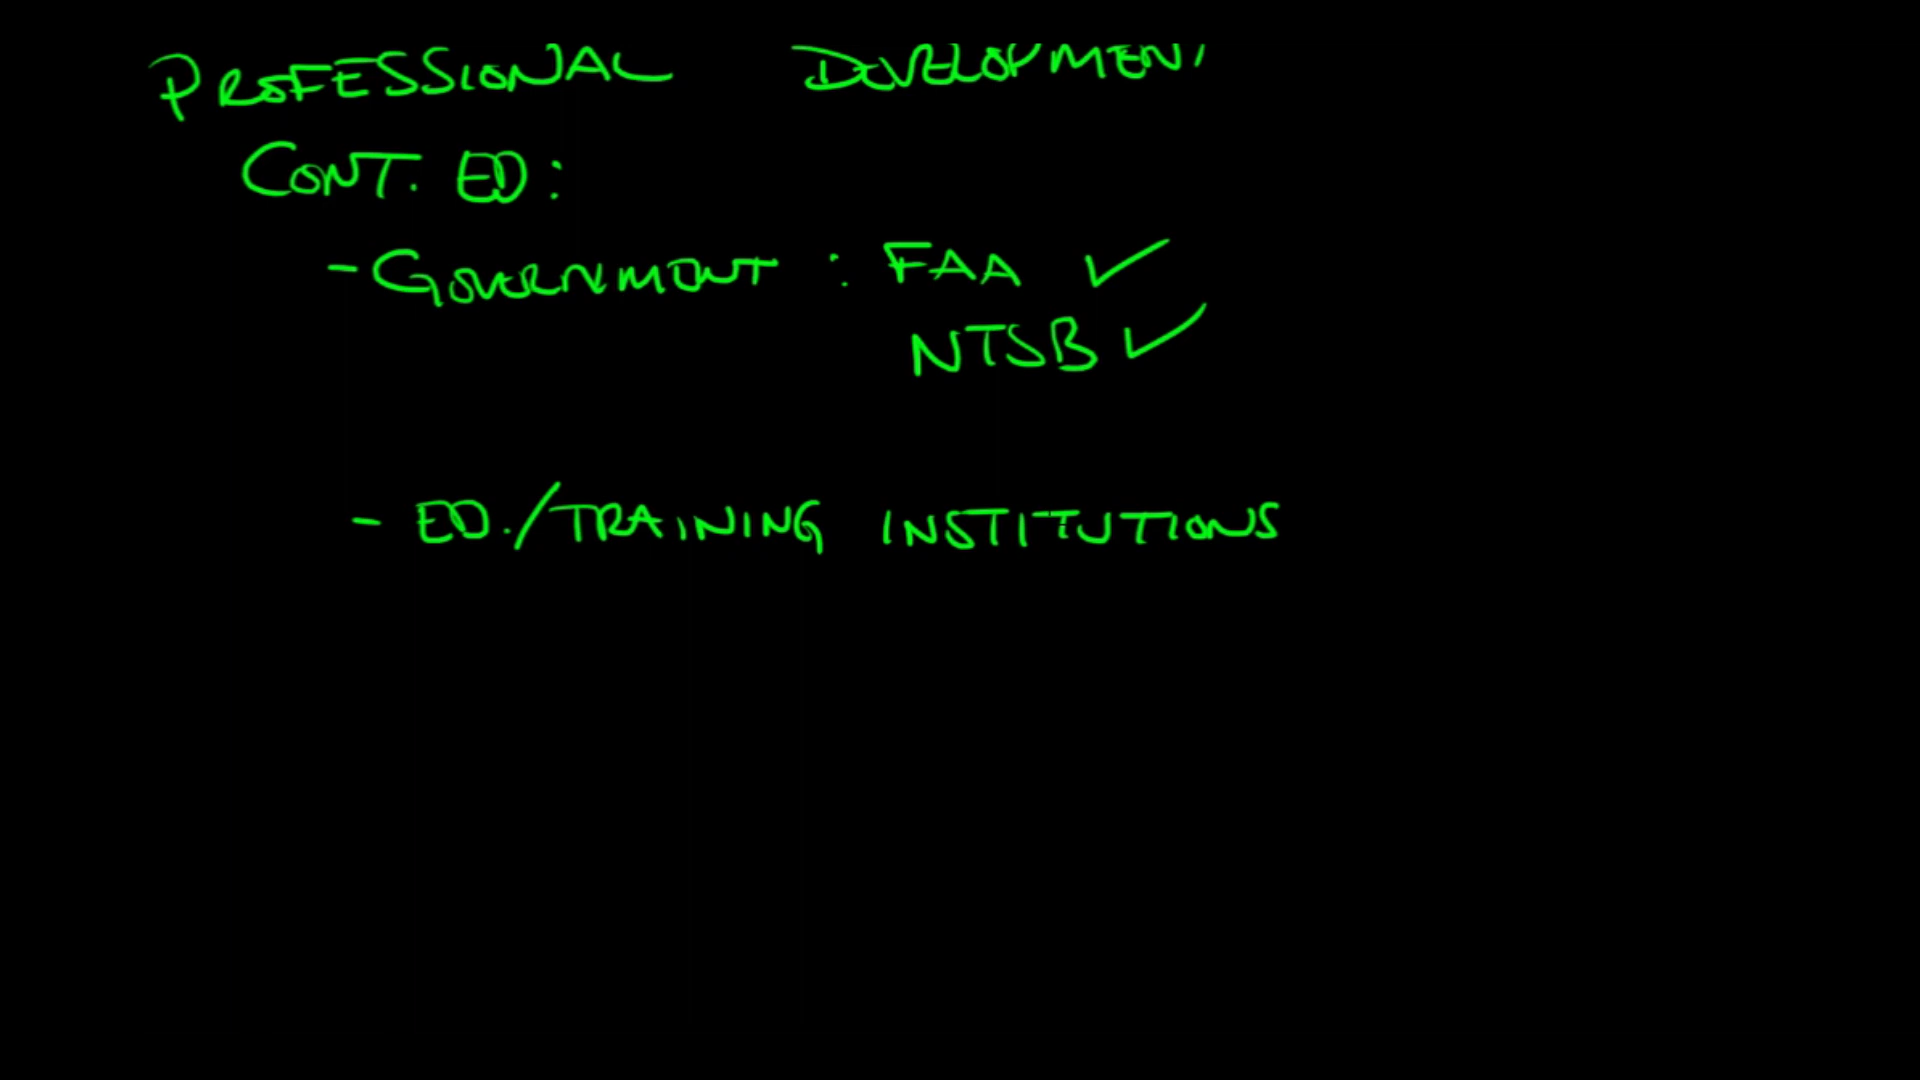 PROFESSIONAL DEVELOPMENT
CONT. ED:
- GOVERNMENT : FAA ✓
NTSB ✓
- ED./TRAINING INSTITUTIONS